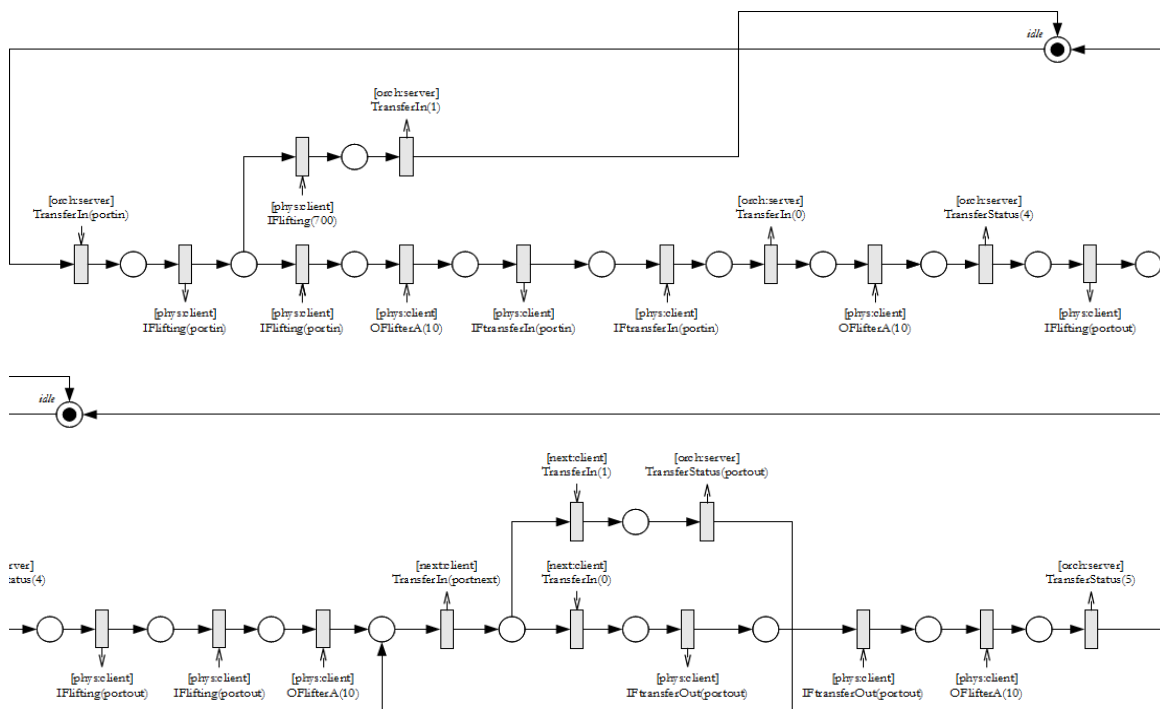 idle
[orch:server]
TransferIn(1)
[orch:server]
TransferIn(portin)
[phys:client]
IFlifting(700)
[orch:server]
TransferIn(0)
[orch:server]
TransferStatus(4)
[phys:client]
IFlifting(portin)
[phys:client]
IFlifting(portin)
[phys:client]
OFlifterA(10)
[phys:client]
IFtransferIn(portin)
[phys:client]
IFtransferIn(portin)
[phys:client]
OFlifterA(10)
[phys:client]
IFlifting(portout)
idle
[next:client]
TransferIn(1)
[orch:server]
TransferStatus(portout)
rver]
tatus(4)
[next:client]
TransferIn(portnext)
[next:client]
TransferIn(0)
[orch:server]
TransferStatus(5)
[phys:client]
IFlifting(portout)
[phys:client]
IFlifting(portout)
[phys:client]
OFlifterA(10)
[phys:client]
IFtransferOut(portout)
[phys:client]
IFtransferOut(portout)
[phys:client]
OFlifterA(10)